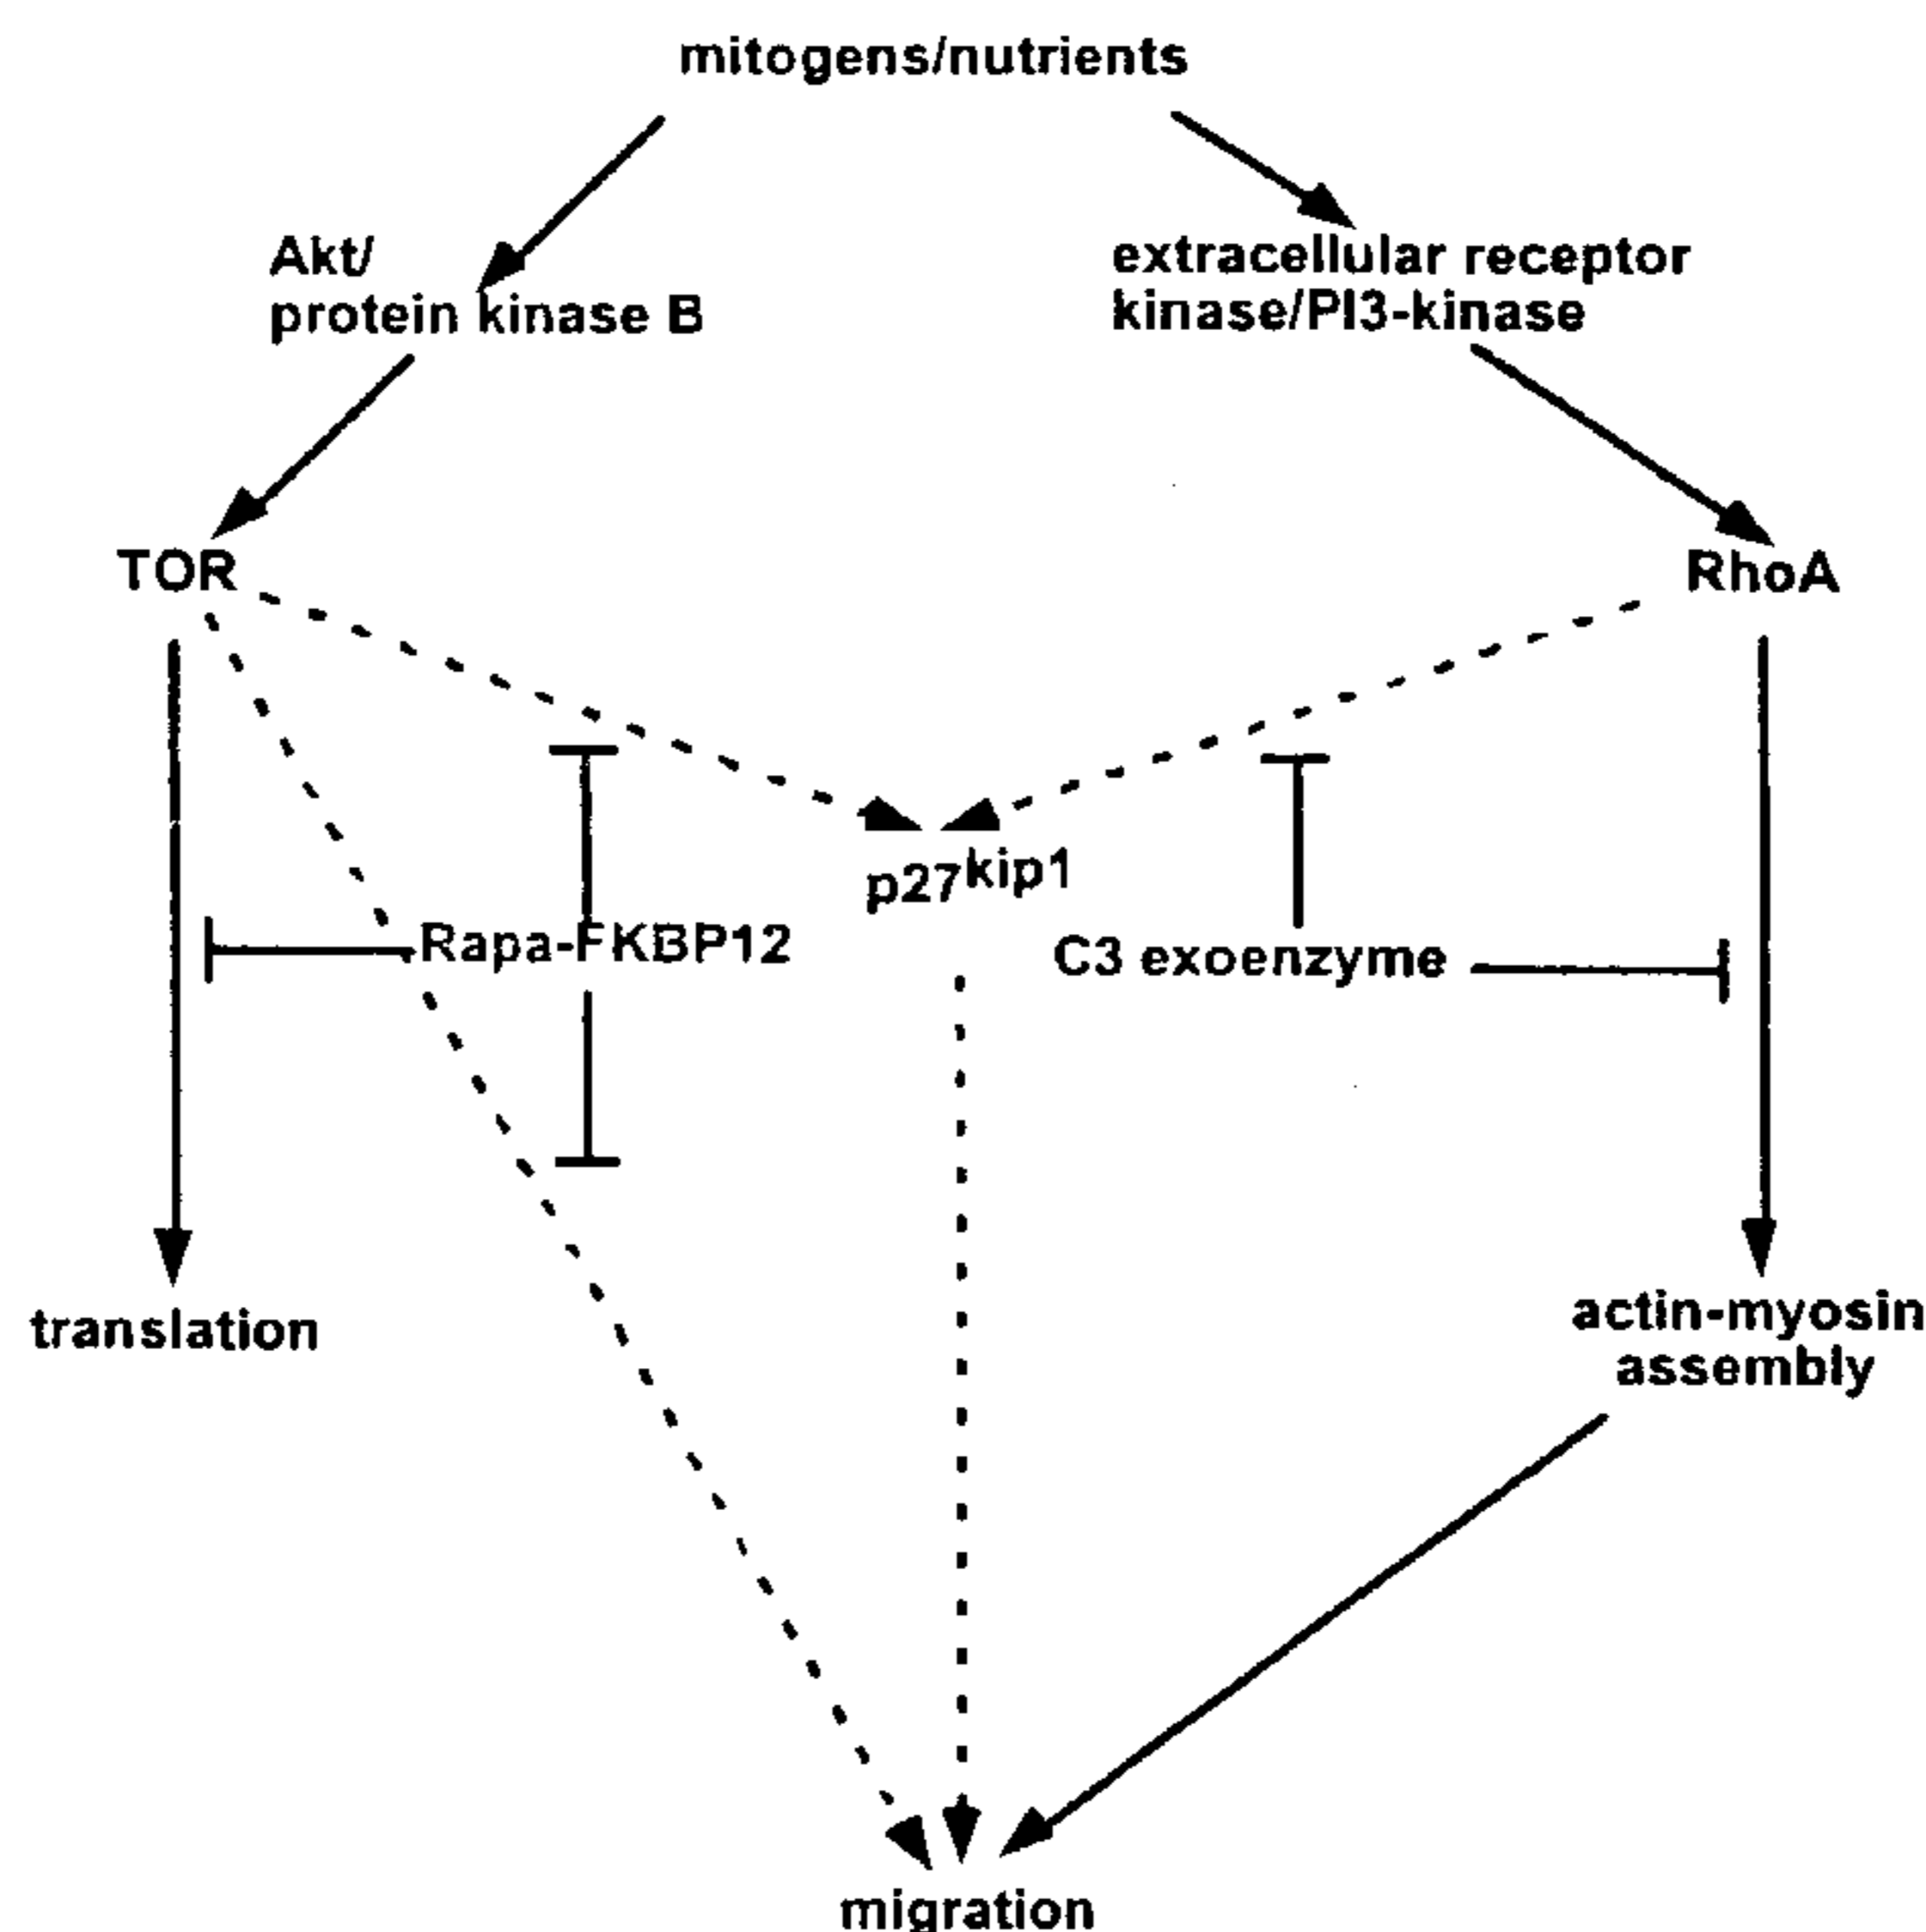 mitogens/nutrients
Akt/
protein kinase B
extracellular receptor
kinase/PI3-kinase
TOR
RhoA
p27kip1
Rapa-FKBP12
C3 exoenzyme
translation
actin-myosin
assembly
migration